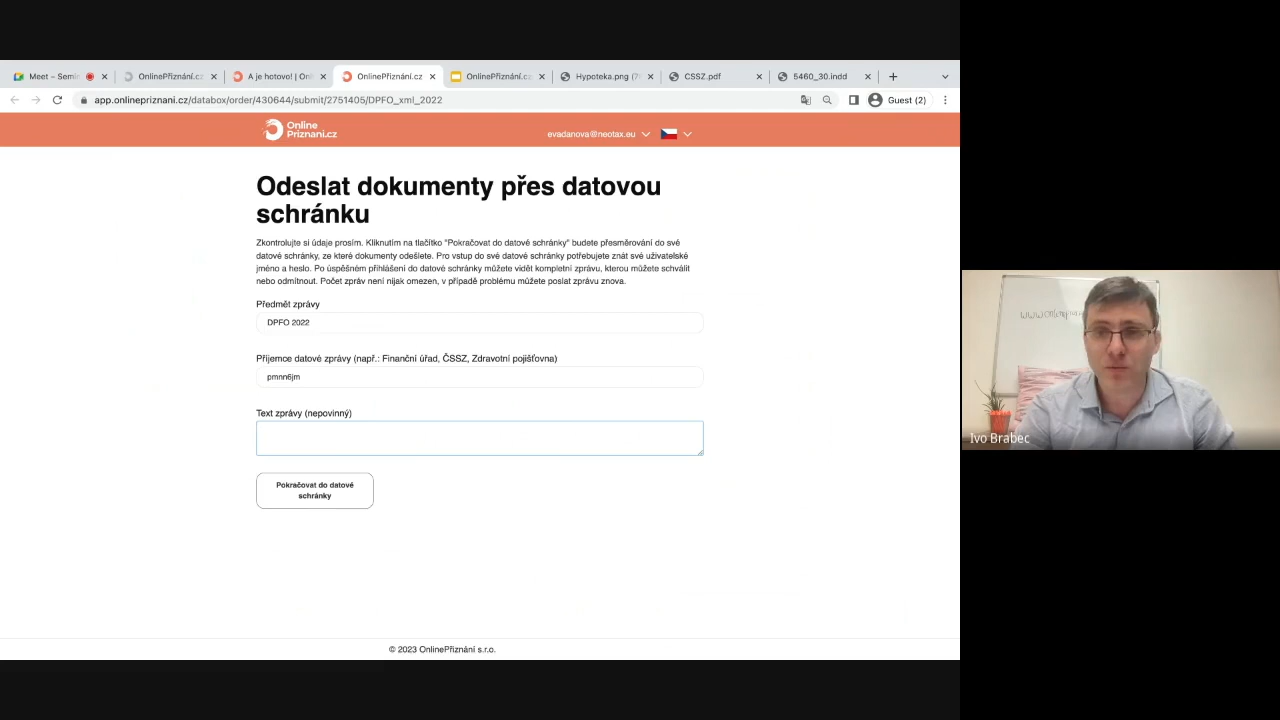 Meet – Semin
OnlinePřiznání.cz
A je hotovo! | Onl
OnlinePřiznání.cz
OnlinePřiznání.cz
Hypoteka.png (7
CSSZ.pdf
5460_30.indd
app.onlinepriznani.cz/databox/order/430644/submit/2751405/DPFO_xml_2022
Guest (2)
Online
Priznani.cz
evadanova@neotax.eu
Odeslat dokumenty přes datovou
schránku
Zkontrolujte si údaje prosím. Kliknutím na tlačítko "Pokračovat do datové schránky" budete přesměrování do své
datové schránky, ze které dokumenty odešlete. Pro vstup do své datové schránky potřebujete znát své uživatelské
jméno a heslo. Po úspěšném přihlášení do datové schránky můžete vidět kompletní zprávu, kterou můžete schválit
nebo odmítnout. Počet zpráv není nijak omezen, v případě problému můžete poslat zprávu znova.
Předmět zprávy
DPFO 2022
Příjemce datové zprávy (např.: Finanční úřad, ČSSZ, Zdravotní pojišťovna)
pmnn6jm
Text zprávy (nepovinný)
Pokračovat do datové
schránky
© 2023 OnlinePřiznání s.r.o.
Ivo Brabec